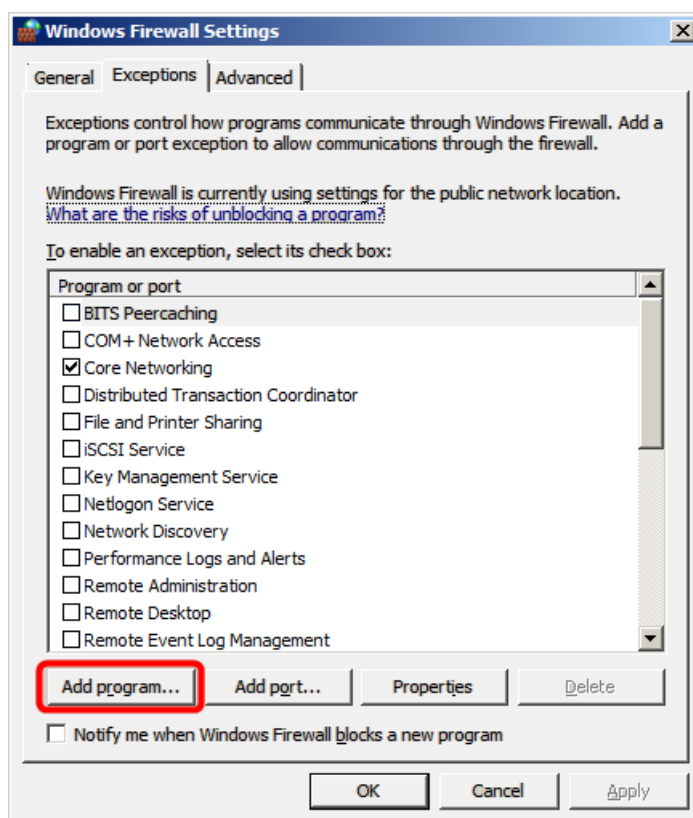 Windows Firewall Settings
General Exceptions Advanced
Exceptions control how programs communicate through Windows Firewall. Add a
program or port exception to allow communications through the firewall.
Windows Firewall is currently using settings for the public network location.
What are the risks of unblocking a program?
To enable an exception, select its check box:
Program or port
BITS Peercaching
COM+ Network Access
Core Networking
Distributed Transaction Coordinator
File and Printer Sharing
iSCSI Service
Key Management Service
Netlogon Service
Network Discovery
Performance Logs and Alerts
Remote Administration
Remote Desktop
Remote Event Log Management
Add program... Add port... Properties Delete
Notify me when Windows Firewall blocks a new program
OK Cancel Apply